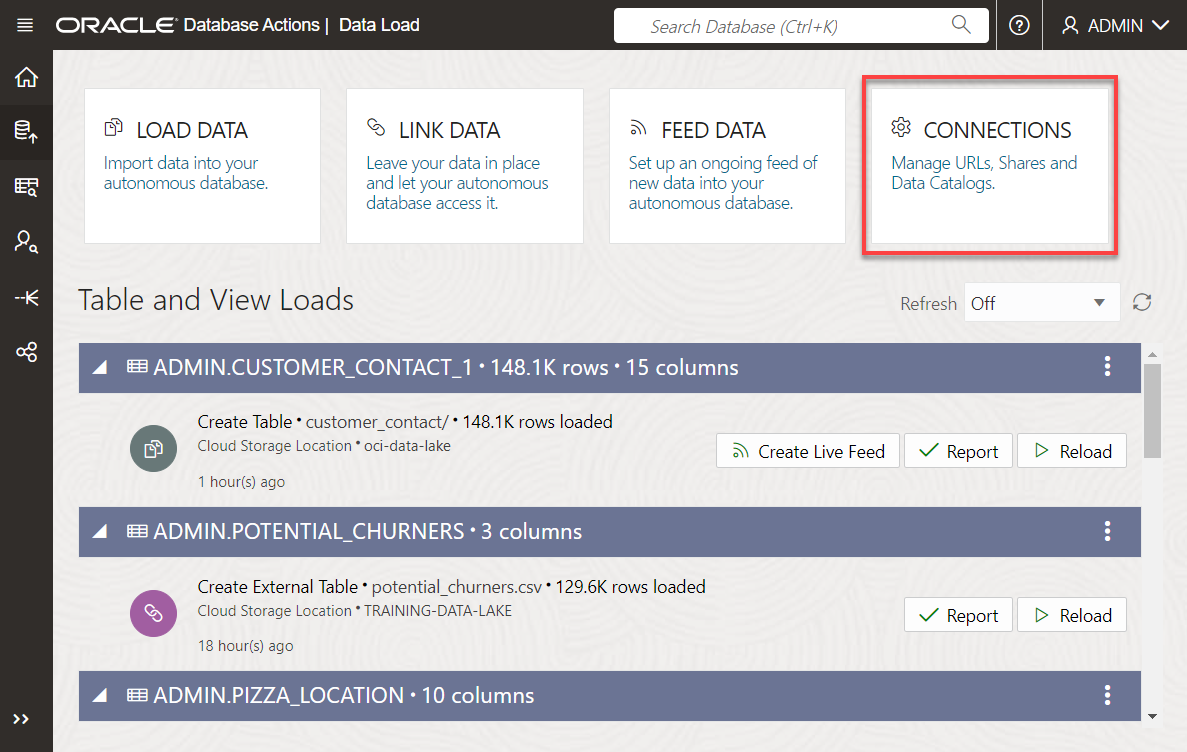 ORACLE® Database Actions | Data Load
Search Database (Ctrl+K)
ADMIN
LOAD DATA
Import data into your
autonomous database.
LINK DATA
Leave your data in place
and let your autonomous
database access it.
FEED DATA
Set up an ongoing feed of
new data into your
autonomous database.
CONNECTIONS
Manage URLs, Shares and
Data Catalogs.
Table and View Loads
Refresh Off
ADMIN.CUSTOMER_CONTACT_1 • 148.1K rows • 15 columns
Create Table • customer_contact/ • 148.1K rows loaded
Cloud Storage Location • oci-data-lake
1 hour(s) ago
Create Live Feed Report Reload
ADMIN.POTENTIAL_CHURNERS • 3 columns
Create External Table • potential_churners.csv • 129.6K rows loaded
Cloud Storage Location • TRAINING-DATA-LAKE
18 hour(s) ago
Report Reload
ADMIN.PIZZA_LOCATION • 10 columns